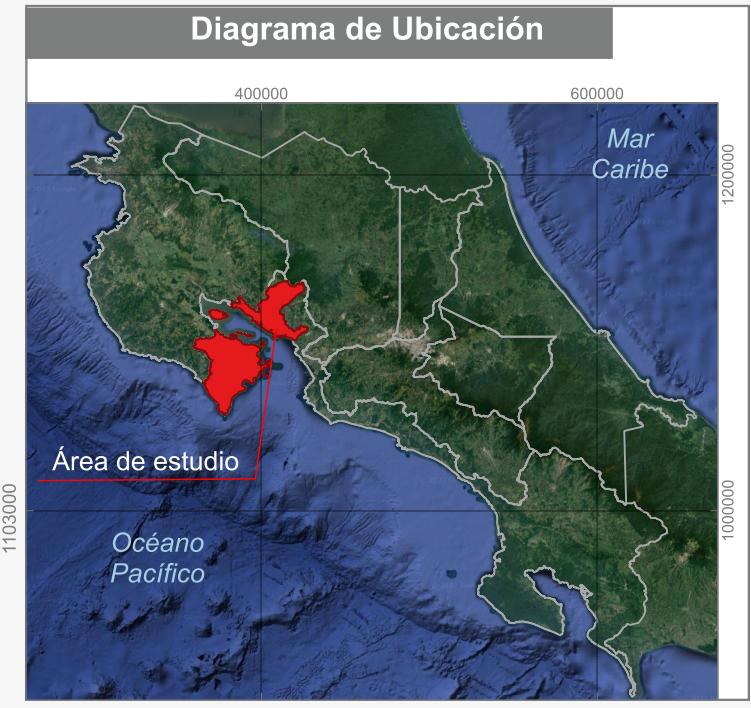 Diagrama de Ubicación
400000
600000
Mar
Caribe
1200000
Área de estudio
1103000
1000000
Océano
Pacífico